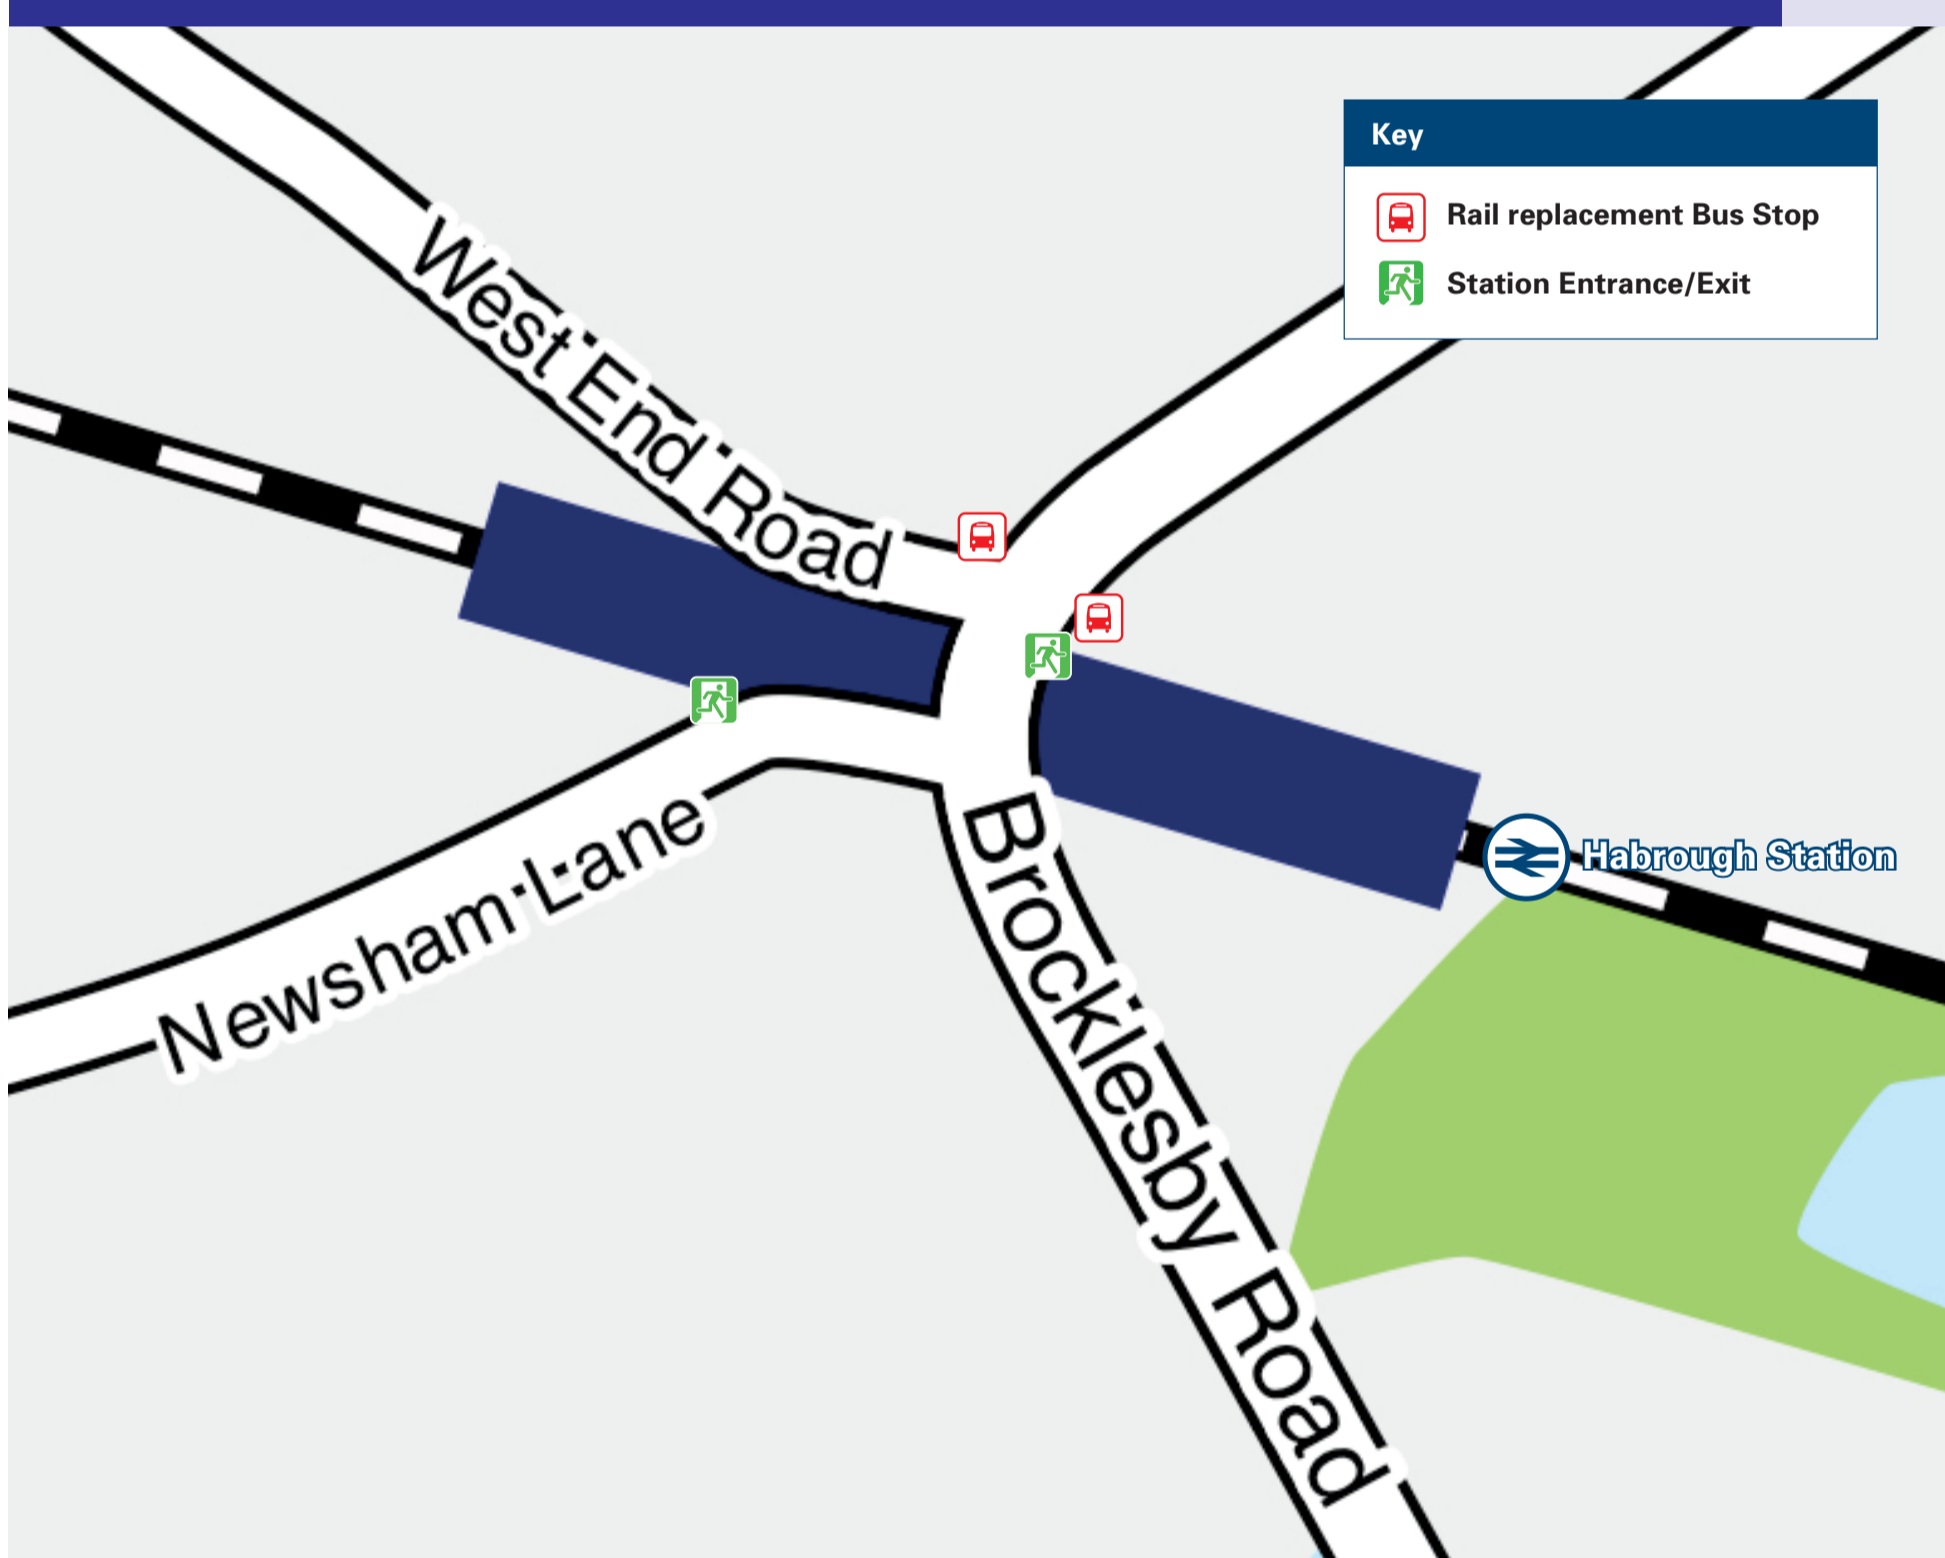 Key
Rail replacement Bus Stop
Station Entrance/Exit
West End Road
Habrough Station
Newsham Lane
Brocklesby Road